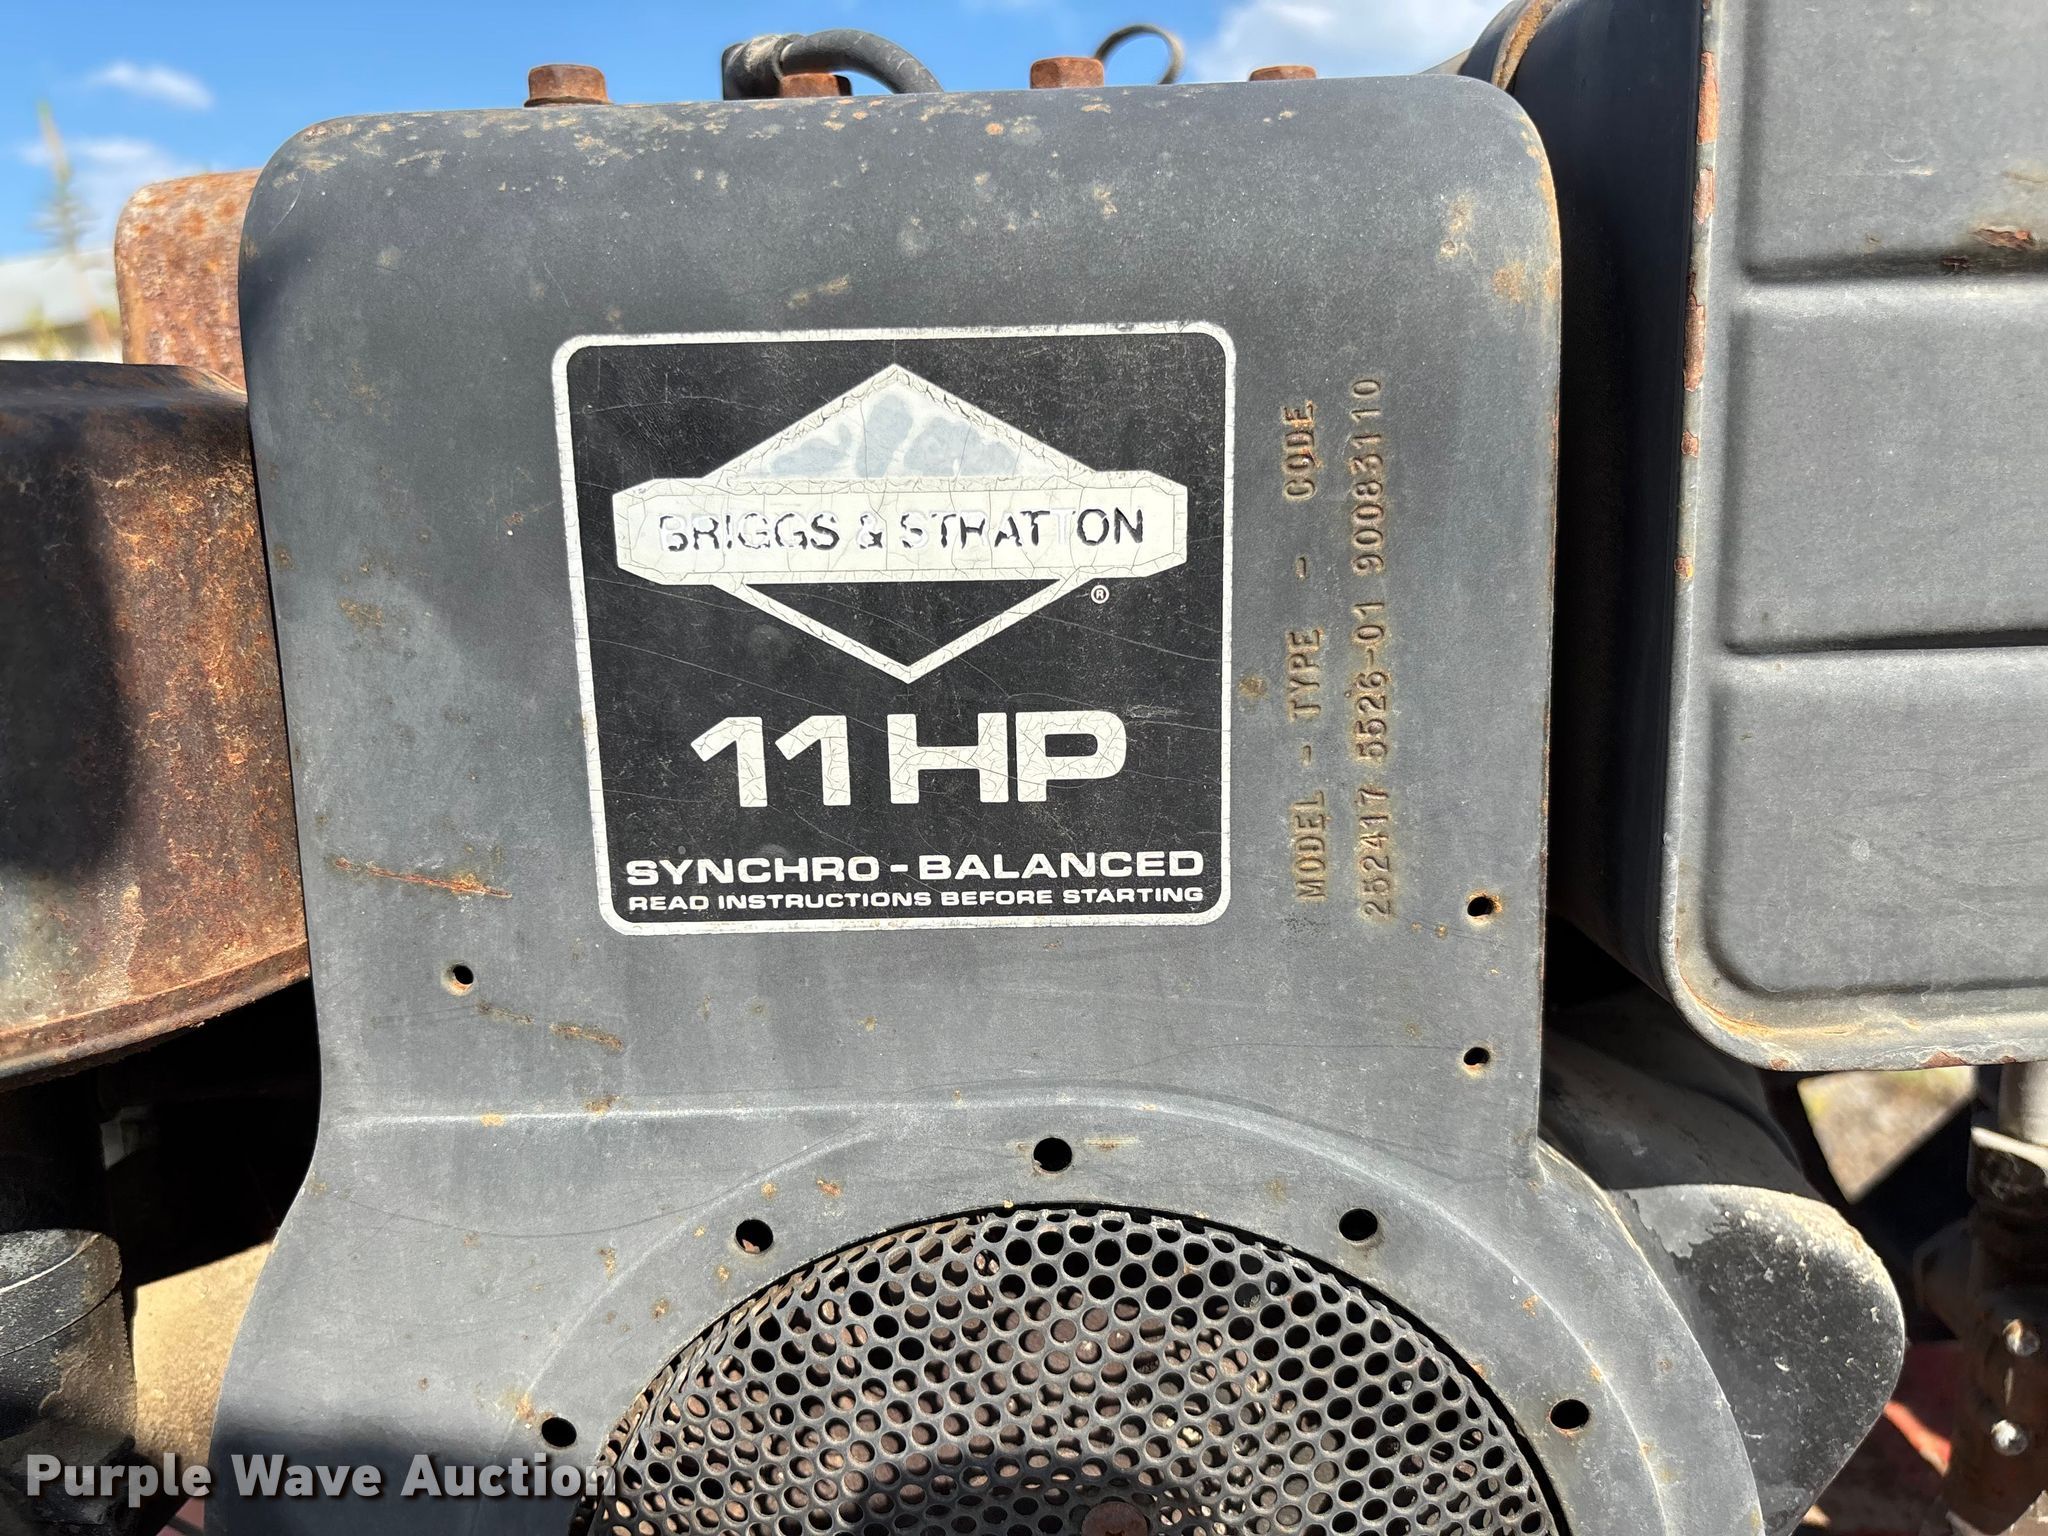 BRIGGS & STRATTON
®
11 HP
SYNCHRO-BALANCED
READ INSTRUCTIONS BEFORE STARTING
MODEL - TYPE - CODE
252417 5526-01 90083110
Purple Wave Auction